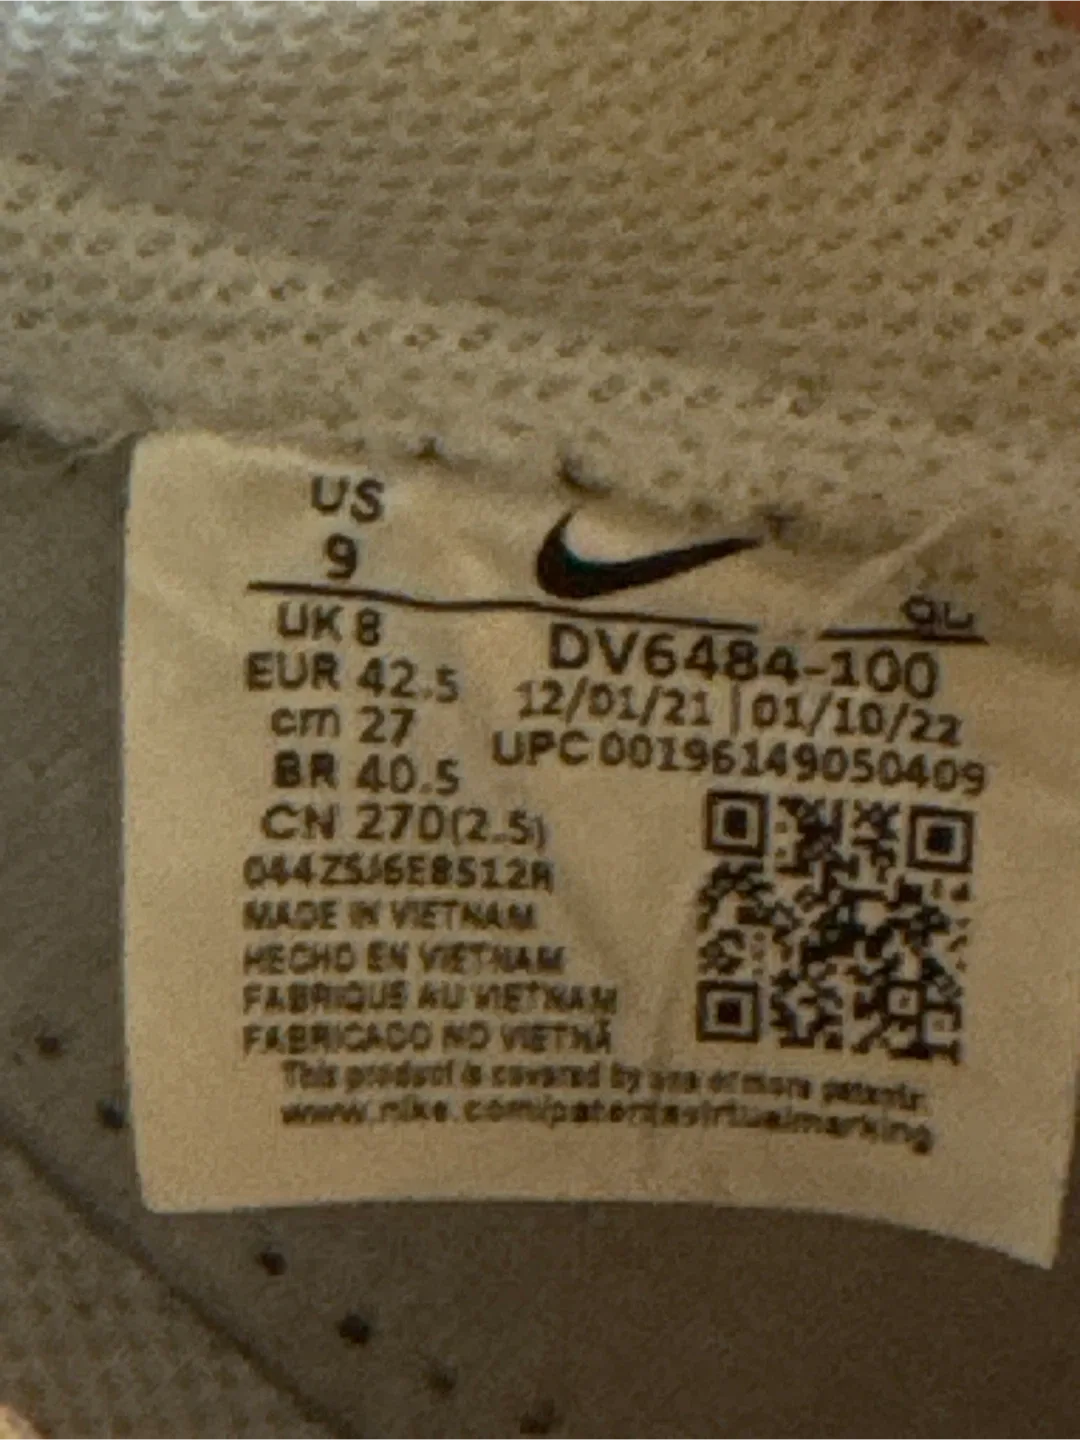 US
9
UK 8
EUR 42.5
cm 27
BR 40.5
CN 270(2.5)
QL
DV6484-100
12/01/21 | 01/10/22
UPC 00196149050409
044ZSJ6E8512R
MADE IN VIETNAM
HECHO EN VIETNAM
FABRIQUE AU VIETNAM
FABRICADO NO VIETNÃ
This product is covered by one or more patents.
www.nike.com/patentsvirtualmarking